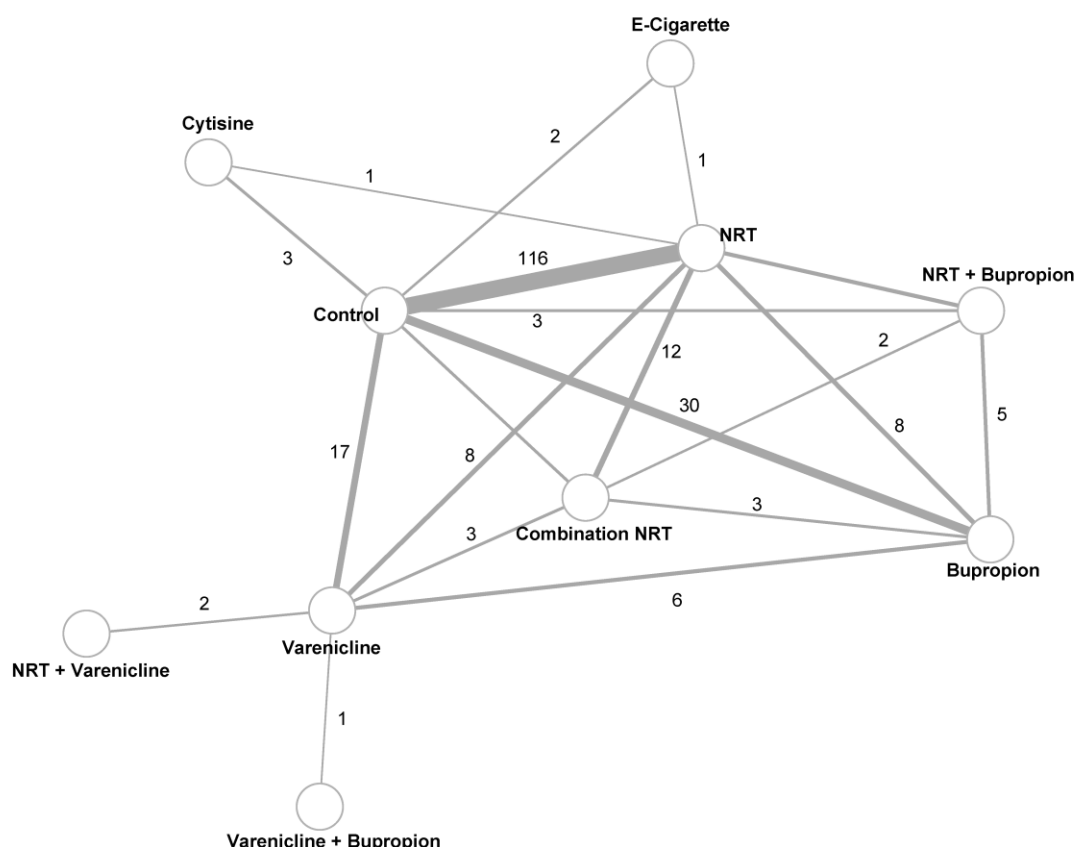 E-Cigarette
Cytisine
2
1
1
NRT
116
NRT + Bupropion
3
Control
3
2
12
30
8
5
17
8
3
3
Combination NRT
Bupropion
6
2
Varenicline
NRT + Varenicline
1
Varenicline + Bupropion